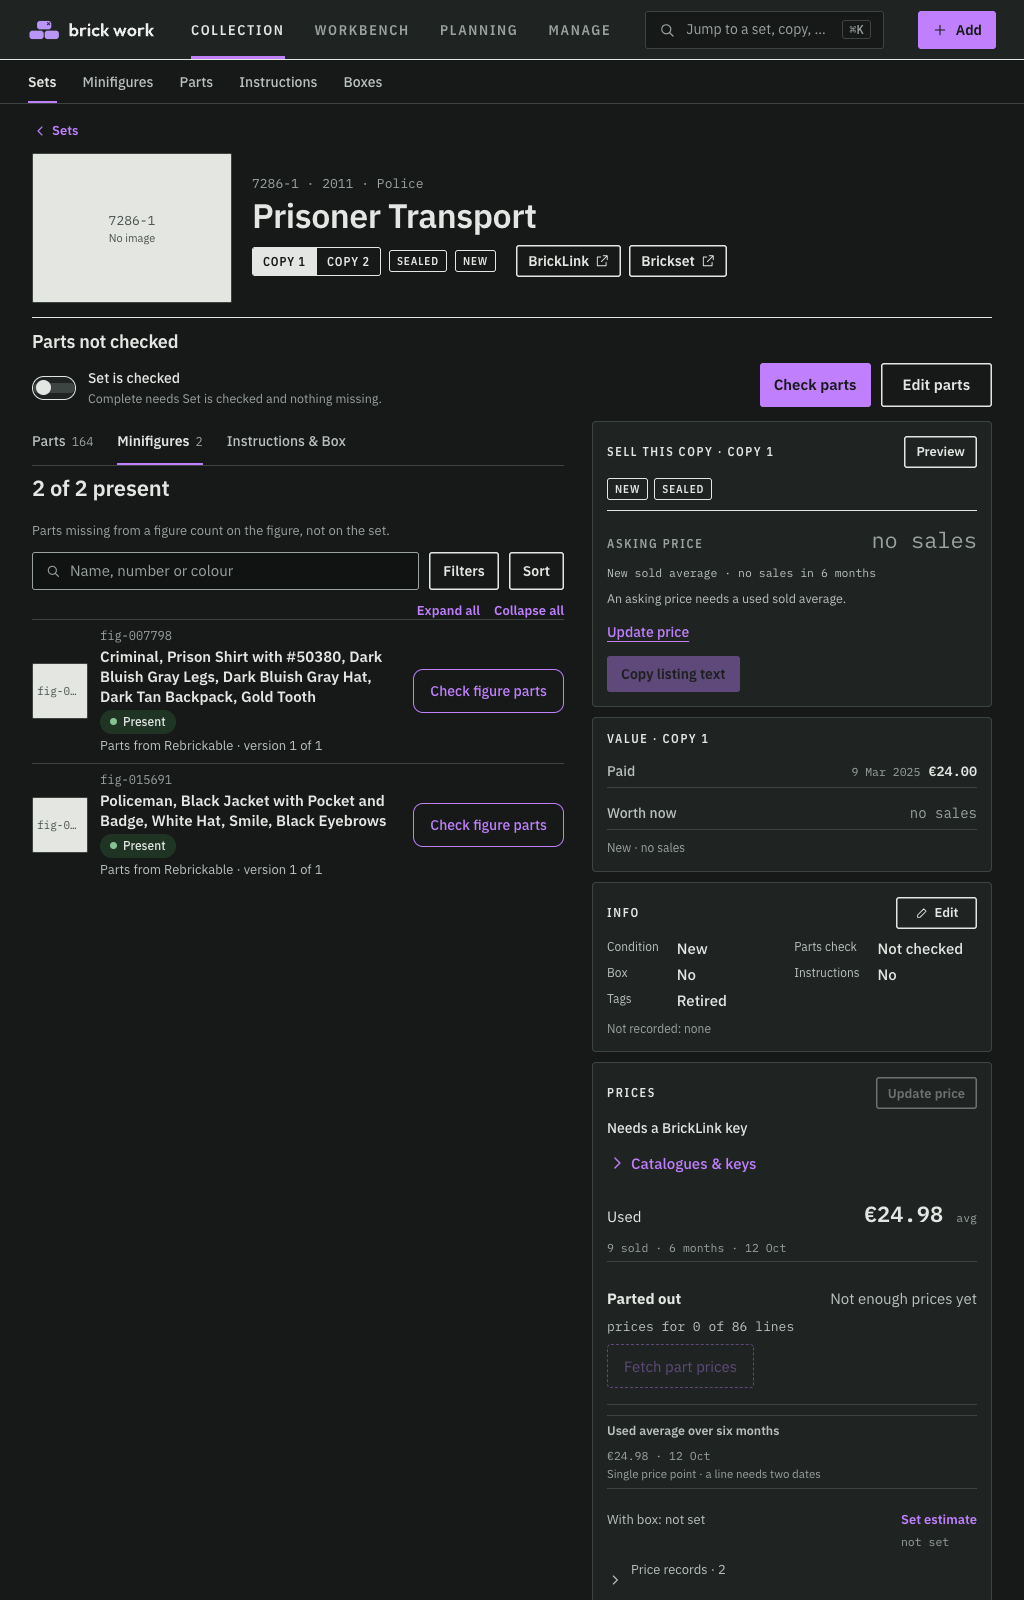 brick work
COLLECTION
WORKBENCH
PLANNING
MANAGE
Jump to a set, copy, ...
⌘K
+ Add
Sets
Minifigures
Parts
Instructions
Boxes
Sets
7286-1
No image
7286-1 · 2011 · Police
Prisoner Transport
COPY 1
COPY 2
SEALED
NEW
BrickLink
Brickset
Parts not checked
Set is checked
Complete needs Set is checked and nothing missing.
Check parts
Edit parts
Parts 164
Minifigures 2
Instructions & Box
2 of 2 present
Parts missing from a figure count on the figure, not on the set.
Name, number or colour
Filters
Sort
Expand all
Collapse all
fig-0…
fig-007798
Criminal, Prison Shirt with #50380, Dark
Bluish Gray Legs, Dark Bluish Gray Hat,
Dark Tan Backpack, Gold Tooth
Present
Parts from Rebrickable · version 1 of 1
Check figure parts
fig-0…
fig-015691
Policeman, Black Jacket with Pocket and
Badge, White Hat, Smile, Black Eyebrows
Present
Parts from Rebrickable · version 1 of 1
Check figure parts
SELL THIS COPY · COPY 1
Preview
NEW
SEALED
ASKING PRICE
no sales
New sold average · no sales in 6 months
An asking price needs a used sold average.
Update price
Copy listing text
VALUE · COPY 1
Paid
9 Mar 2025 €24.00
Worth now
no sales
New · no sales
INFO
Edit
Condition New
Parts check Not checked
Box No
Instructions No
Tags Retired
Not recorded: none
PRICES
Update price
Needs a BrickLink key
Catalogues & keys
Used
€24.98 avg
9 sold · 6 months · 12 Oct
Parted out
Not enough prices yet
prices for 0 of 86 lines
Fetch part prices
Used average over six months
€24.98 · 12 Oct
Single price point · a line needs two dates
With box: not set
Set estimate
not set
Price records · 2